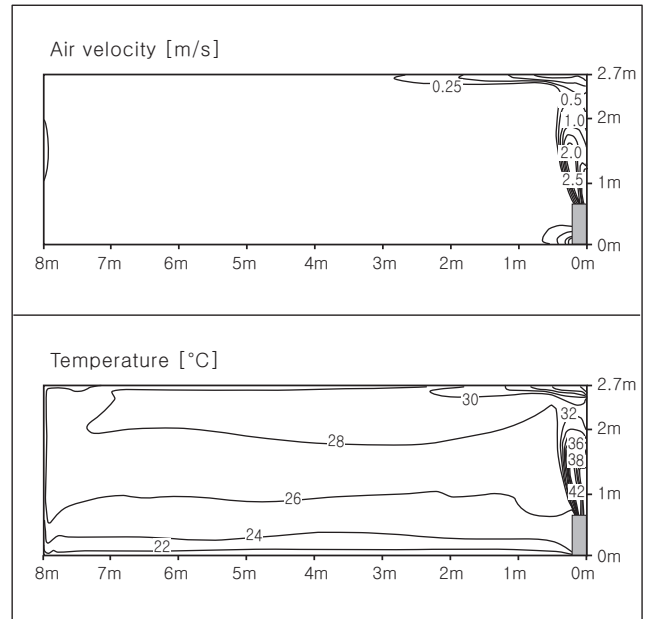 Air velocity [m/s]
2.7m
0.25
0.5
2m
1.0
2.0
2.5
1m
0m
8m 7m 6m 5m 4m 3m 2m 1m 0m
Temperature [°C]
2.7m
30
32
2m
28
36
38
42
1m
26
24
22
0m
8m 7m 6m 5m 4m 3m 2m 1m 0m